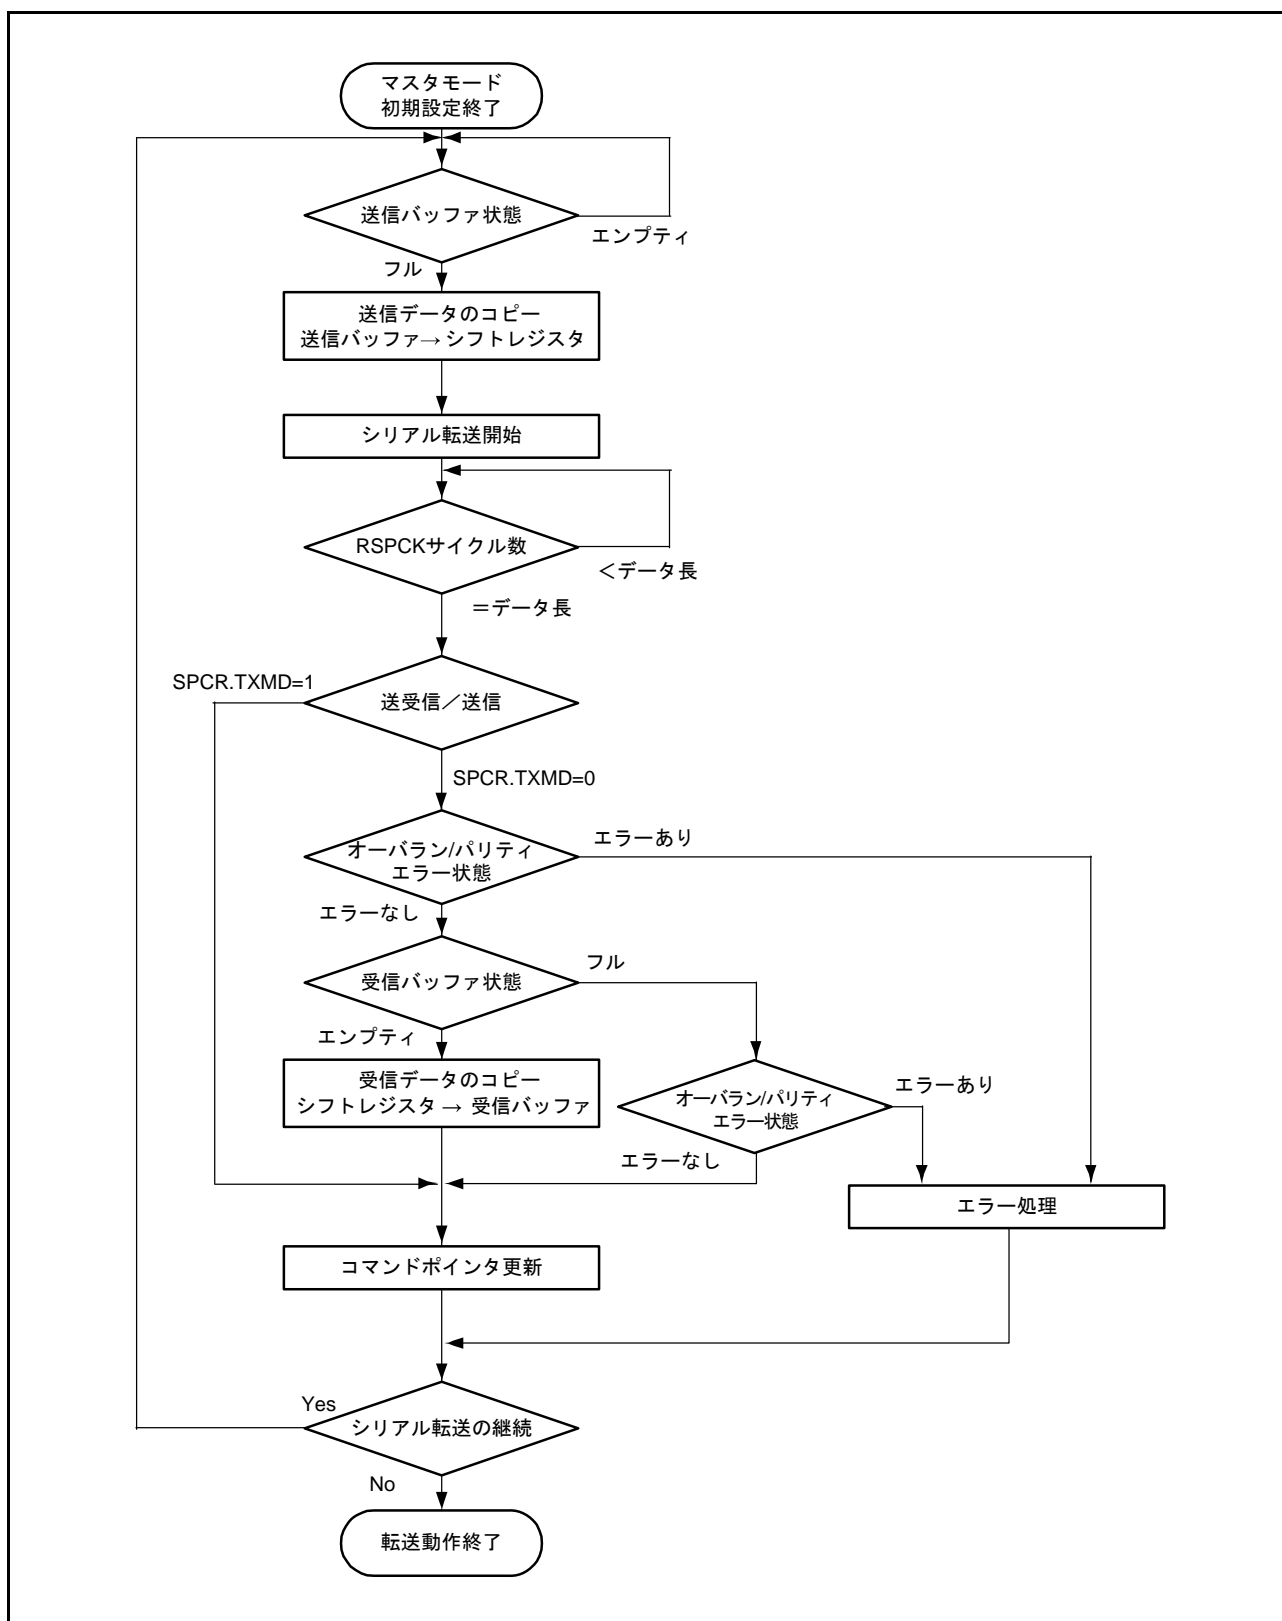 マスタモード
初期設定終了
送信バッファ状態
エンプティ
フル
送信データのコピー
送信バッファ→シフトレジスタ
シリアル転送開始
RSPCKサイクル数
＜データ長
＝データ長
SPCR.TXMD=1
送受信／送信
SPCR.TXMD=0
オーバラン/パリティ
エラー状態
エラーあり
エラーなし
受信バッファ状態
フル
エンプティ
受信データのコピー
シフトレジスタ→ 受信バッファ
オーバラン/パリティ
エラー状態
エラーあり
エラーなし
エラー処理
コマンドポインタ更新
Yes
シリアル転送の継続
No
転送動作終了